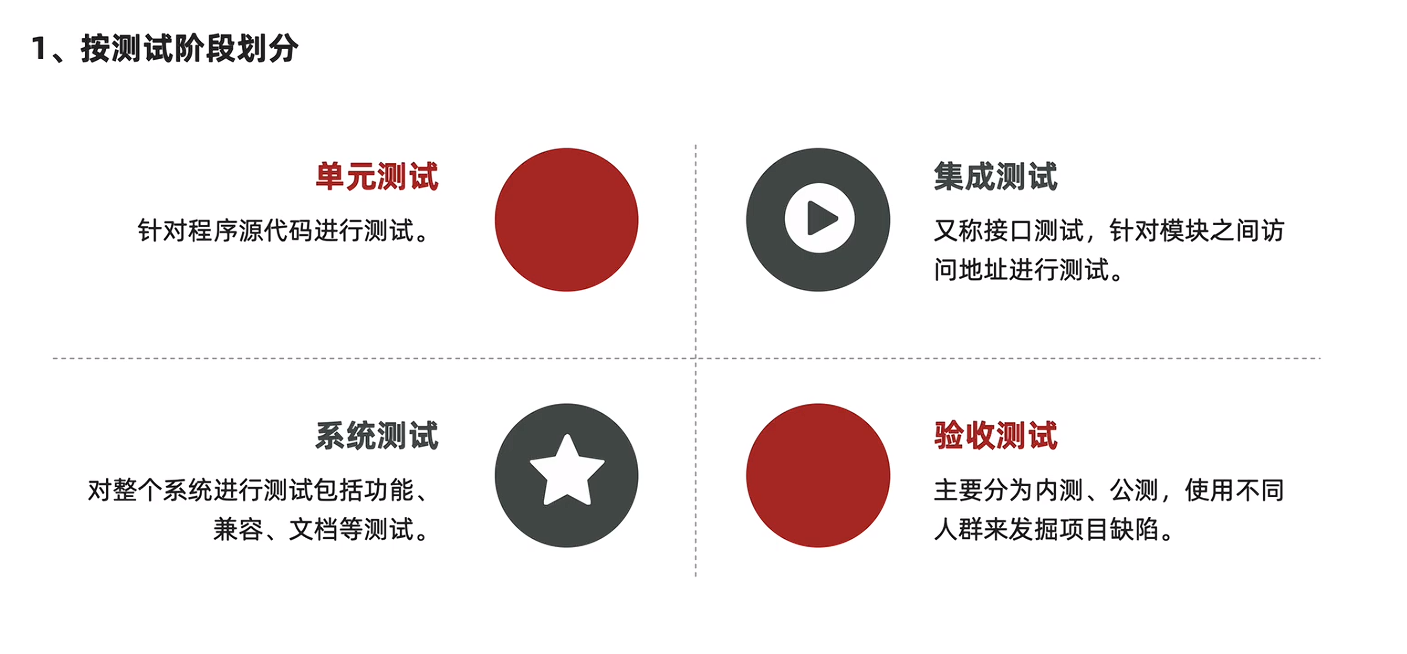 1、按测试阶段划分
单元测试
针对程序源代码进行测试。
集成测试
又称接口测试，针对模块之间访
问地址进行测试。
系统测试
对整个系统进行测试包括功能、
兼容、文档等测试。
验收测试
主要分为内测、公测，使用不同
人群来发掘项目缺陷。